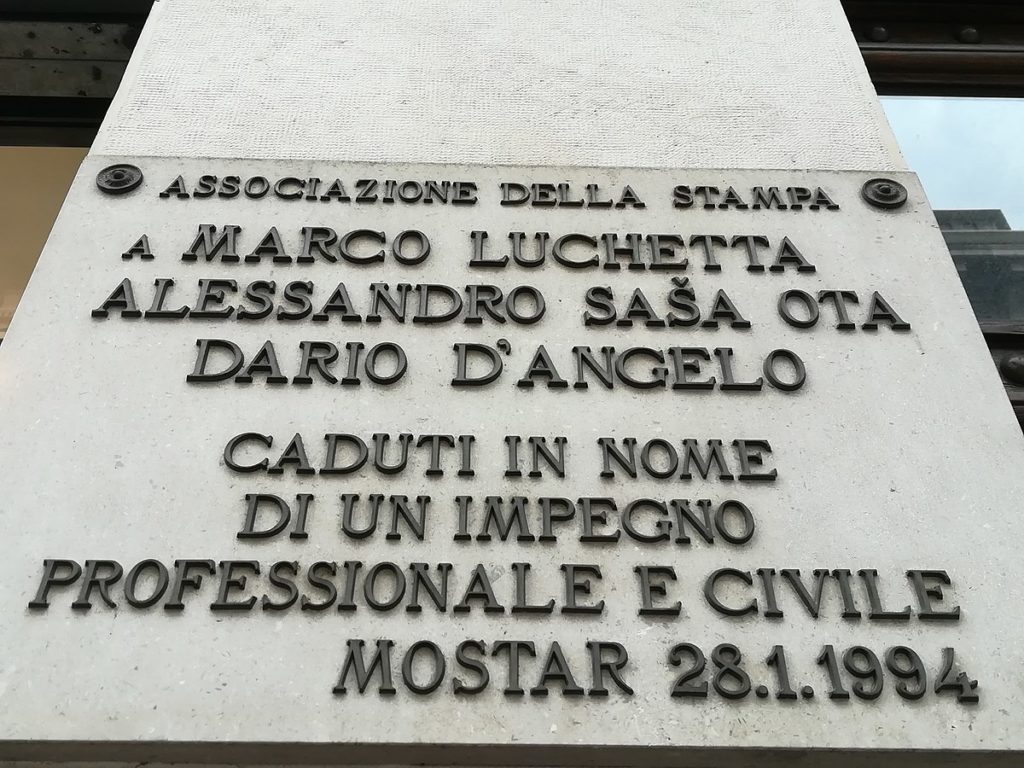 ASSOCIAZIONE DELLA STAMPA
A MARCO LUCHETTA
ALESSANDRO SAŠA OTA
DARIO D'ANGELO
CADUTI IN NOME
DI UN IMPEGNO
PROFESSIONALE E CIVILE
MOSTAR 28.1.1994